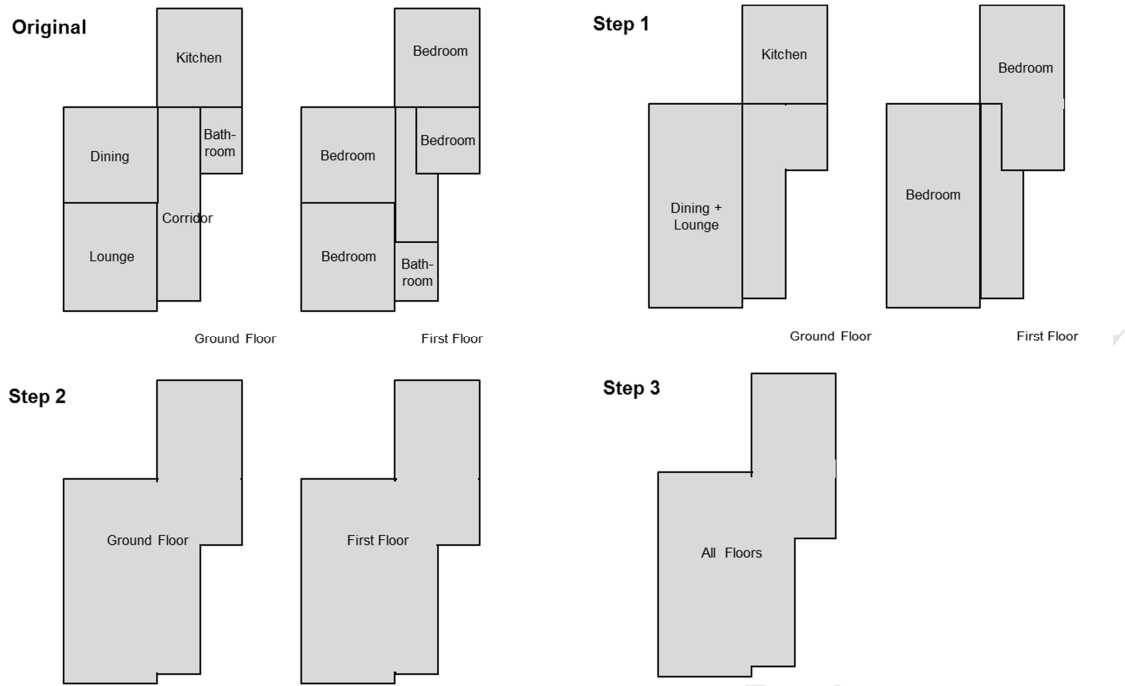 Original
Kitchen
Bedroom
Dining
Bath-
room
Bedroom
Bedroom
Corridor
Lounge
Bedroom
Bath-
room
Ground Floor
First Floor
Step 1
Kitchen
Bedroom
Dining +
Lounge
Bedroom
Ground Floor
First Floor
Step 2
Ground Floor
First Floor
Step 3
All Floors